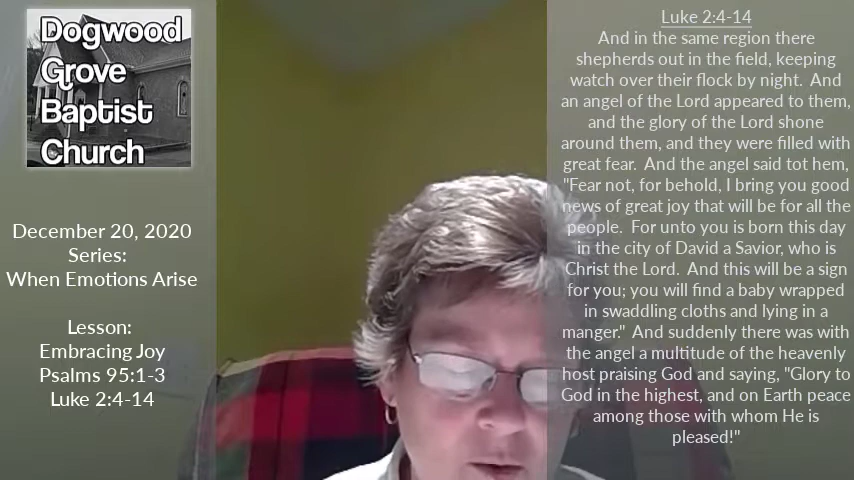 Dogwood
Grove
Baptist
Church
December 20, 2020
Series:
When Emotions Arise
Lesson:
Embracing Joy
Psalms 95:1-3
Luke 2:4-14
Luke 2:4-14
And in the same region there
shepherds out in the field, keeping
watch over their flock by night. And
an angel of the Lord appeared to them,
and the glory of the Lord shone
around them, and they were filled with
great fear. And the angel said tot hem,
"Fear not, for behold, I bring you good
news of great joy that will be for all the
people. For unto you is born this day
in the city of David a Savior, who is
Christ the Lord. And this will be a sign
for you; you will find a baby wrapped
in swaddling cloths and lying in a
manger." And suddenly there was with
the angel a multitude of the heavenly
host praising God and saying, "Glory to
God in the highest, and on Earth peace
among those with whom He is
pleased!"